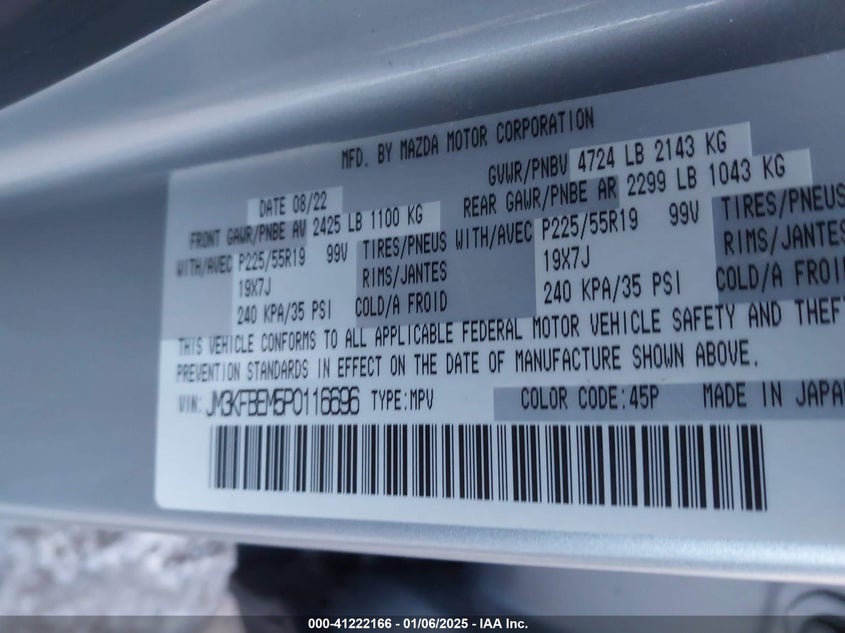 MFD. BY MAZDA MOTOR CORPORATION
GVWR/PNBV 4724 LB 2143 KG
DATE 08/22
FRONT GAWR/PNBE AV 2425 LB 1100 KG REAR GAWR/PNBE AR 2299 LB 1043 KG
WITH/AVEC P225/55R19 99V TIRES/PNEUS WITH/AVEC P225/55R19 99V TIRES/PNEUS
19X7J RIMS/JANTES 19X7J RIMS/JANTES
240 KPA/35 PSI COLD/A FROID 240 KPA/35 PSI COLD/A FROI
THIS VEHICLE CONFORMS TO ALL APPLICABLE FEDERAL MOTOR VEHICLE SAFETY AND THEFT
PREVENTION STANDARDS IN EFFECT ON THE DATE OF MANUFACTURE SHOWN ABOVE.
VIN: JM3KFBEM5P0116696 TYPE:MPV COLOR CODE:45P MADE IN JAPAN
000-41222166 - 01/06/2025 - IAA Inc.